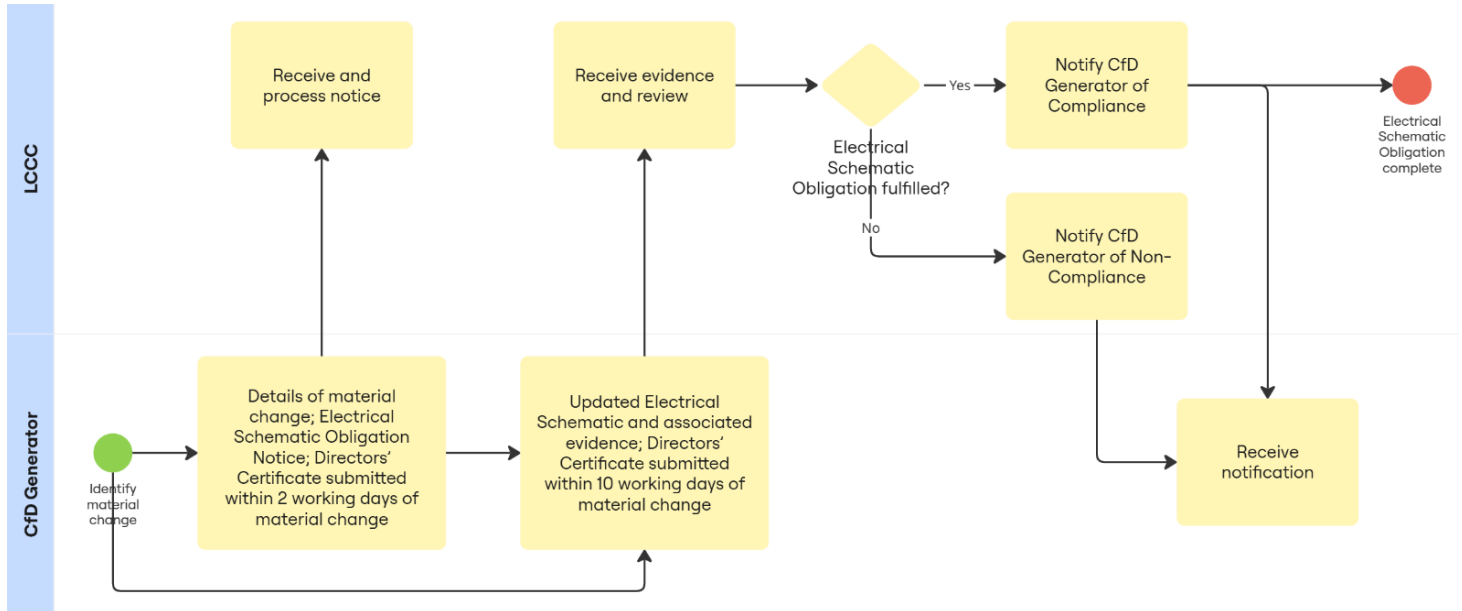 LCCC
Receive and
process notice
Receive evidence
and review
Electrical
Schematic
Obligation fulfilled?
Yes
No
Notify CfD
Generator of
Compliance
Notify CfD
Generator of Non-
Compliance
Electrical
Schematic
Obligation
complete
CfD Generator
Identify
material
change
Details of material
change; Electrical
Schematic Obligation
Notice; Directors’
Certificate submitted
within 2 working days of
material change
Updated Electrical
Schematic and associated
evidence; Directors’
Certificate submitted
within 10 working days of
material change
Receive
notification